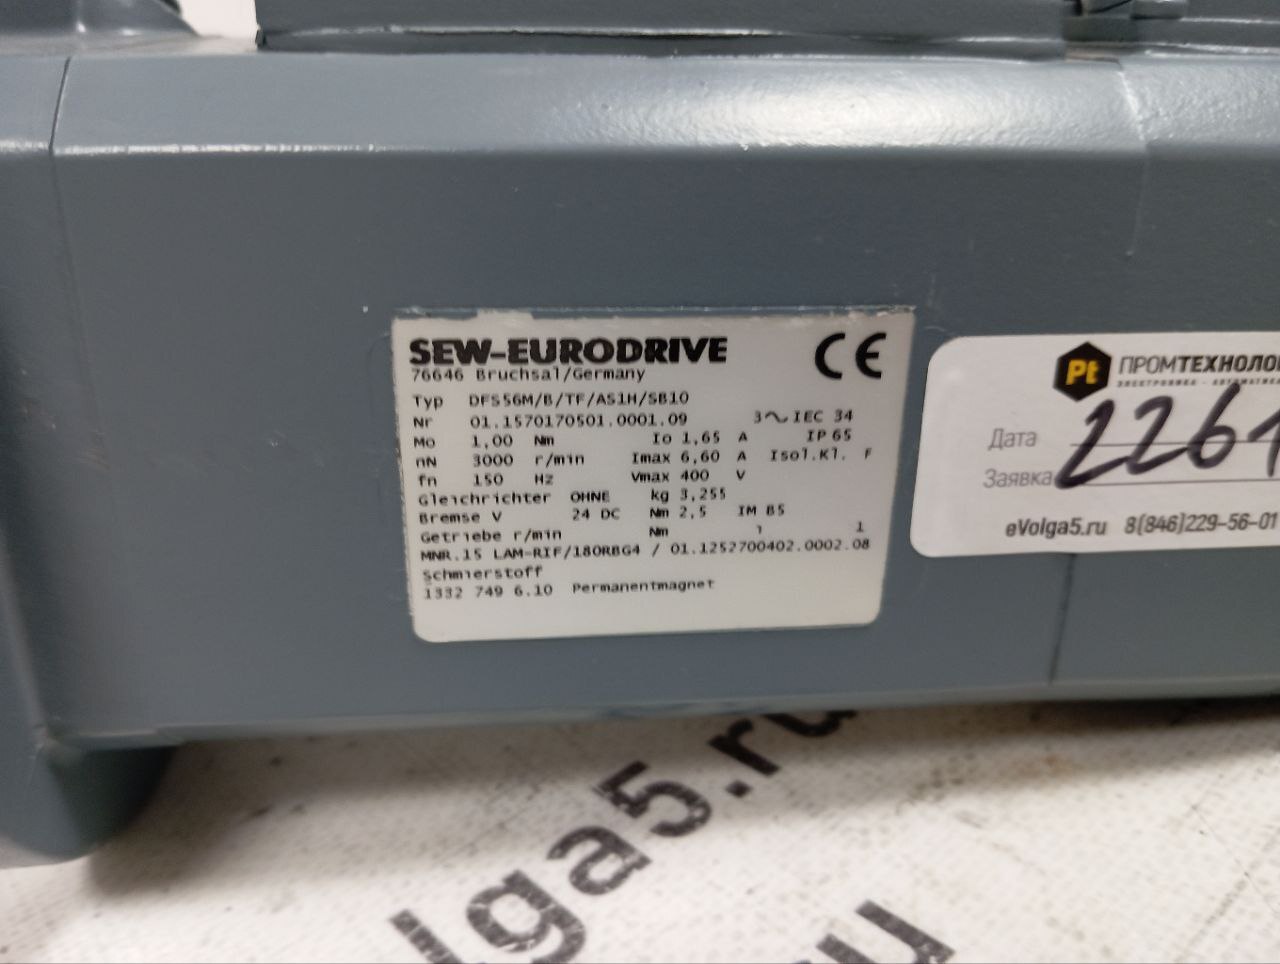 SEW-EURODRIVE CE
76646 Bruchsal/Germany
Typ DFS56M/B/TF/AS1H/SB10
Nr 01.1570170501.0001.09 3~ IEC 34
Mo 1,00 Nm Io 1,65 A IP 65
nN 3000 r/min Imax 6,60 A Isol.Kl. F
fn 150 Hz Vmax 400 V
Gleichrichter OHNE kg 3,255
Bremse V 24 DC Nm 2,5 IM B5
Getriebe r/min Nm i 1
MNR.15 LAM-RIF/180RBG4 / 01.1252700402.0002.08
Schmierstoff
1332 749 6.10 Permanentmagnet
Pt ПРОМТЕХНОЛО
ЭЛЕКТРОНИКА
Дата
Заявка
2261
eVolga5.ru 8(846)229-56-01
lga5.ru